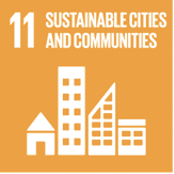 11 SUSTAINABLE CITIES
AND COMMUNITIES